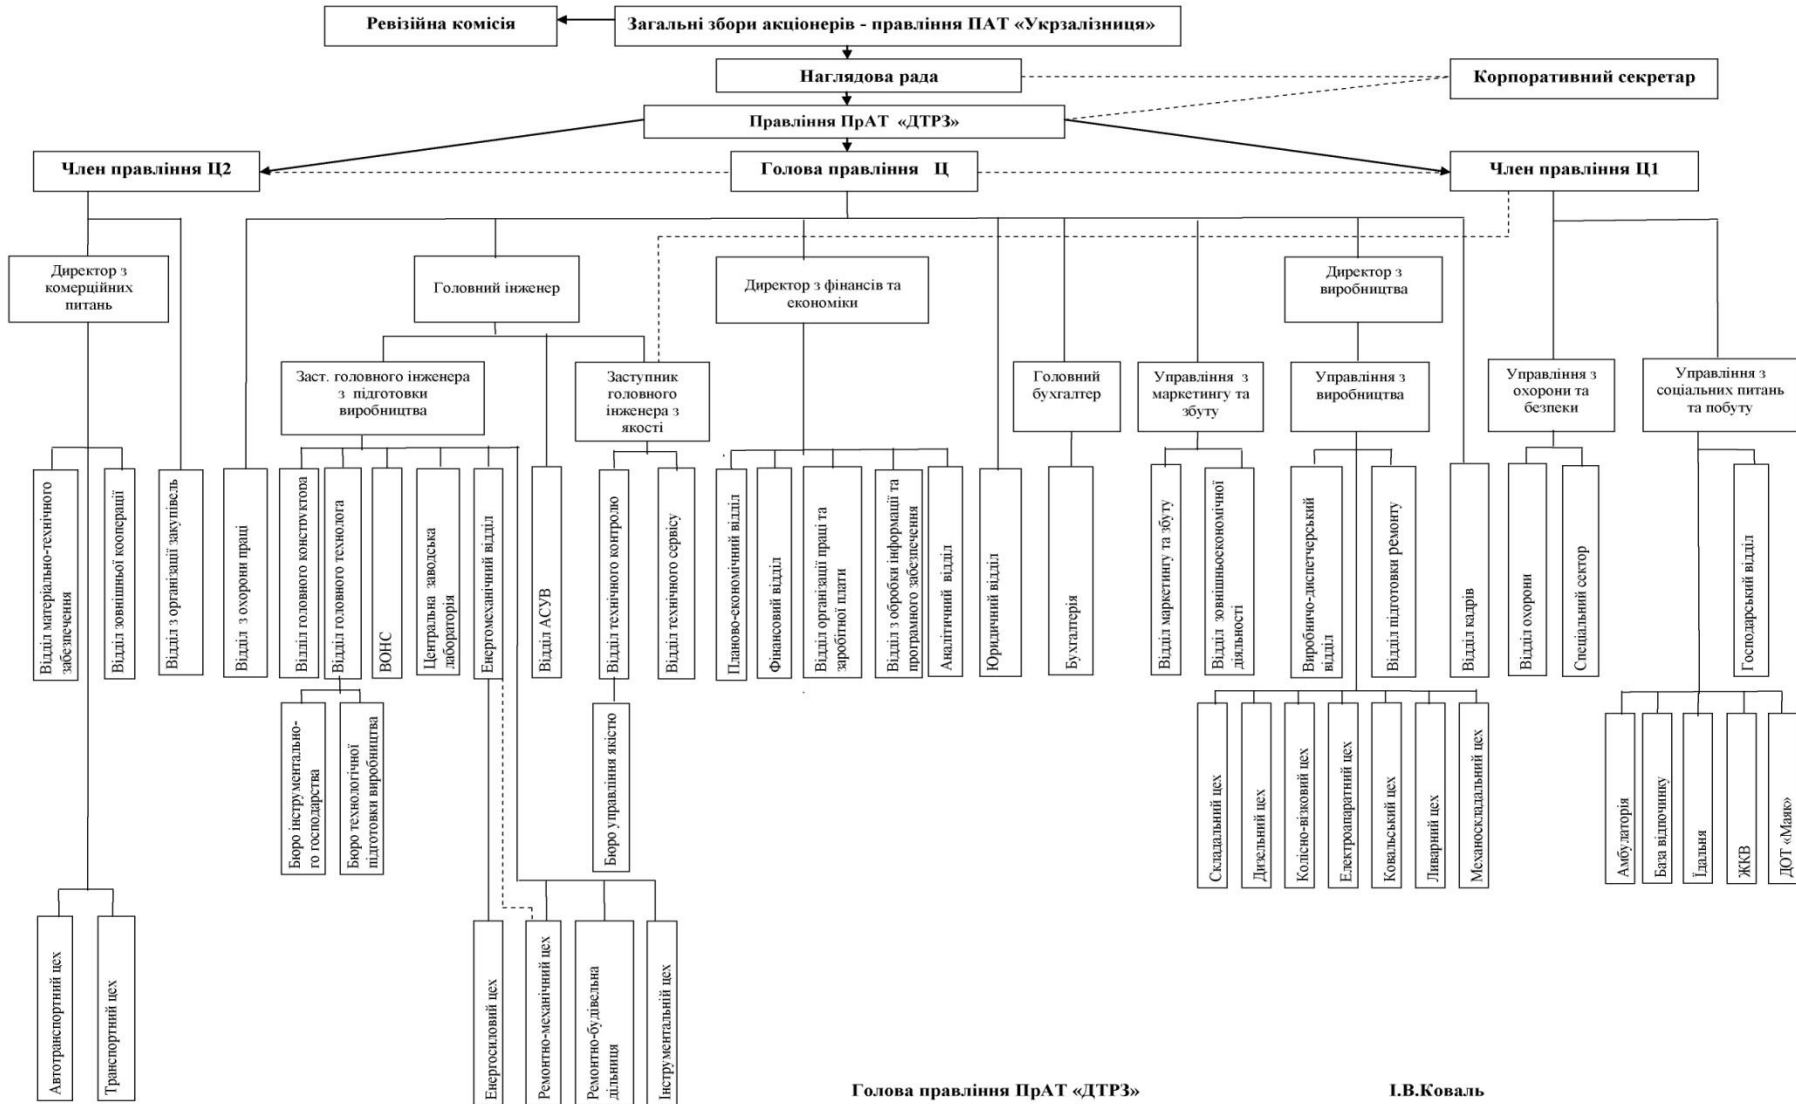 Ревізійна комісія
Загальні збори акціонерів - правління ПАТ «Укрзалізниця»
Наглядова рада
Корпоративний секретар
Правління ПрАТ «ДТРЗ»
Член правління Ц2
Голова правління Ц
Член правління Ц1
Директор з
комерційних
питань
Головний інженер
Директор з фінансів та
економіки
Директор з
виробництва
Заст. головного інженера
з підготовки
виробництва
Заступник
головного
інженера з
якості
Головний
бухгалтер
Управління з
маркетингу та
збуту
Управління з
виробництва
Управління з
охорони та
безпеки
Управління з
соціальних питань
та побуту
Відділ матеріально-технічного
забезпечення
Відділ зовнішньої кооперації
Відділ з організації закупівель
Відділ з охорони праці
Відділ головного конструктора
Відділ головного технолога
ВОНС
Центральна заводська
лабораторія
Енергомеханічний відділ
Відділ АСУВ
Відділ технічного контролю
Відділ технічного сервісу
Планово-економічний відділ
Фінансовий відділ
Відділ організації праці та
заробітної плати
Відділ з обробки інформації та
програмного забезпечення
Аналітичний відділ
Юридичний відділ
Бухгалтерія
Відділ маркетингу та збуту
Відділ зовнішньоекономічної
діяльності
Виробничо-диспетчерський
відділ
Відділ підготовки ремонту
Відділ кадрів
Відділ охорони
Спеціальний сектор
Господарський відділ
Бюро інструментально-
го господарства
Бюро технологічної
підготовки виробництва
Бюро управління якістю
Складальний цех
Дизельний цех
Колісно-візковий цех
Електроапаратний цех
Ковальський цех
Ливарний цех
Механоскладальний цех
Амбулаторія
База відпочинку
Їдальня
ЖКВ
ДОТ «Маяк»
Автотранспортний цех
Транспортний цех
Енергосиловий цех
Ремонтно-механічний цех
Ремонтно-будівельна
дільниця
Інструментальній цех
Голова правління ПрАТ «ДТРЗ»
І.В.Коваль